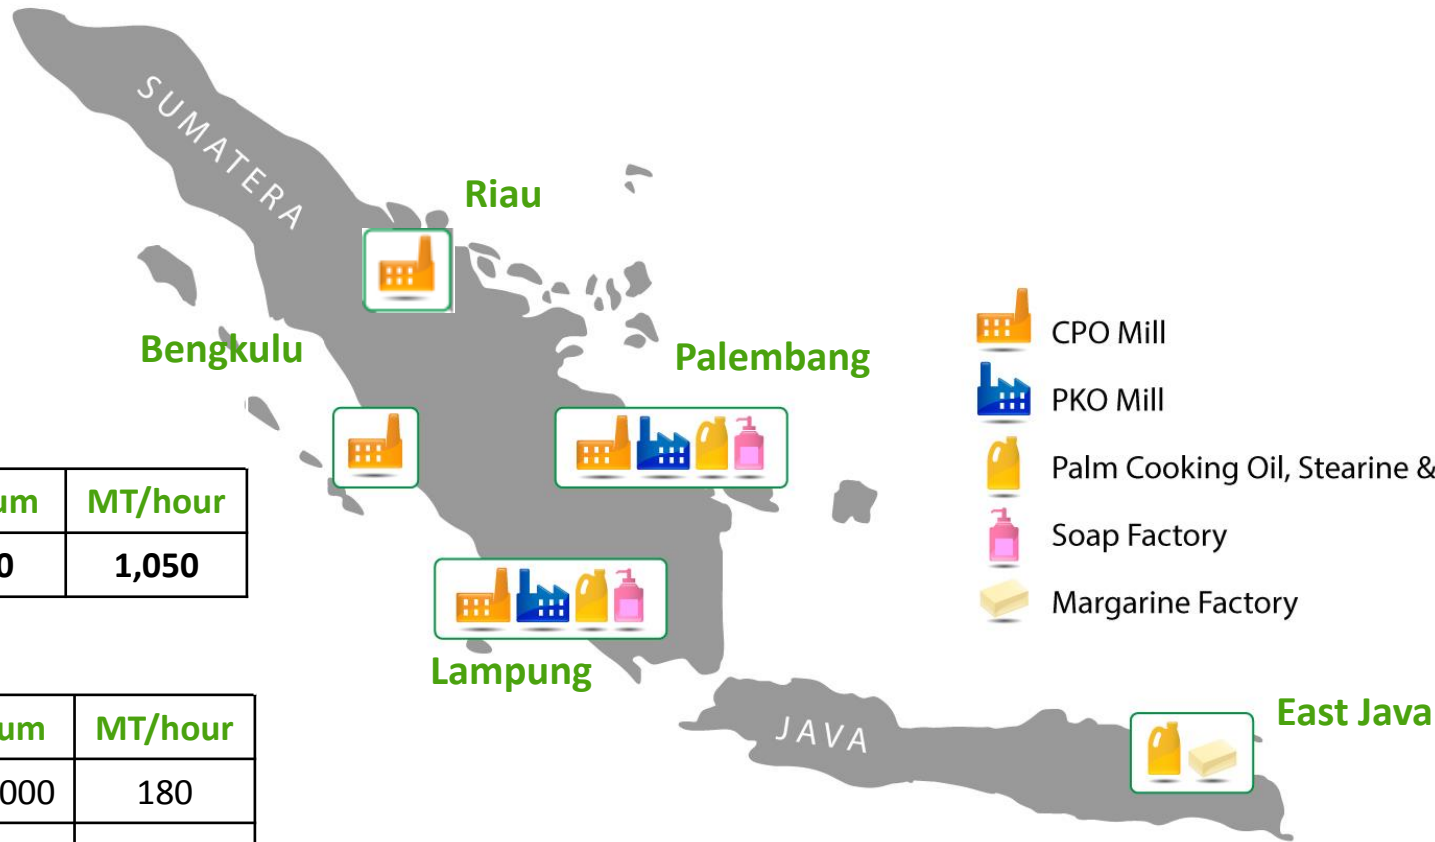 SUMATERA
Riau
Bengkulu
Palembang
CPO Mill
PKO Mill
Palm Cooking Oil, Stearine &
Soap Factory
Margarine Factory
MT/hour
1,050
Lampung
MT/hour
000 180
JAVA
East Java